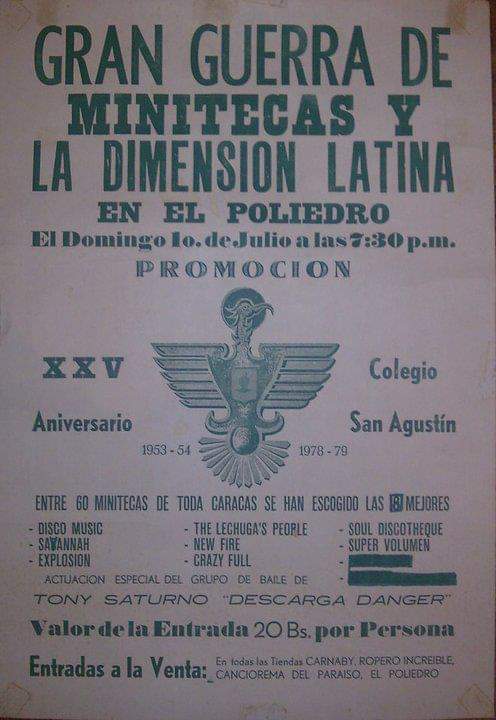 GRAN GUERRA DE
MINITECAS Y
LA DIMENSION LATINA
EN EL POLIEDRO
El Domingo 1o. de Julio a las 7:30 p.m.
PROMOCION
XXV
Aniversario
1953 - 54
Colegio
San Agustín
1978 - 79
ENTRE 60 MINITECAS DE TODA CARACAS SE HAN ESCOGIDO LAS 8 MEJORES
- DISCO MUSIC
- SAVANNAH
- EXPLOSION
- THE LECHUGA'S PEOPLE
- NEW FIRE
- CRAZY FULL
- SOUL DISCOTHEQUE
- SUPER VOLUMEN
-
-
ACTUACION ESPECIAL DEL GRUPO DE BAILE DE
TONY SATURNO "DESCARGA DANGER"
Valor de la Entrada 20 Bs. por Persona
Entradas a la Venta: En todas las Tiendas CARNABY, ROPERO INCREIBLE,
CANCIOREMA DEL PARAISO, EL POLIEDRO